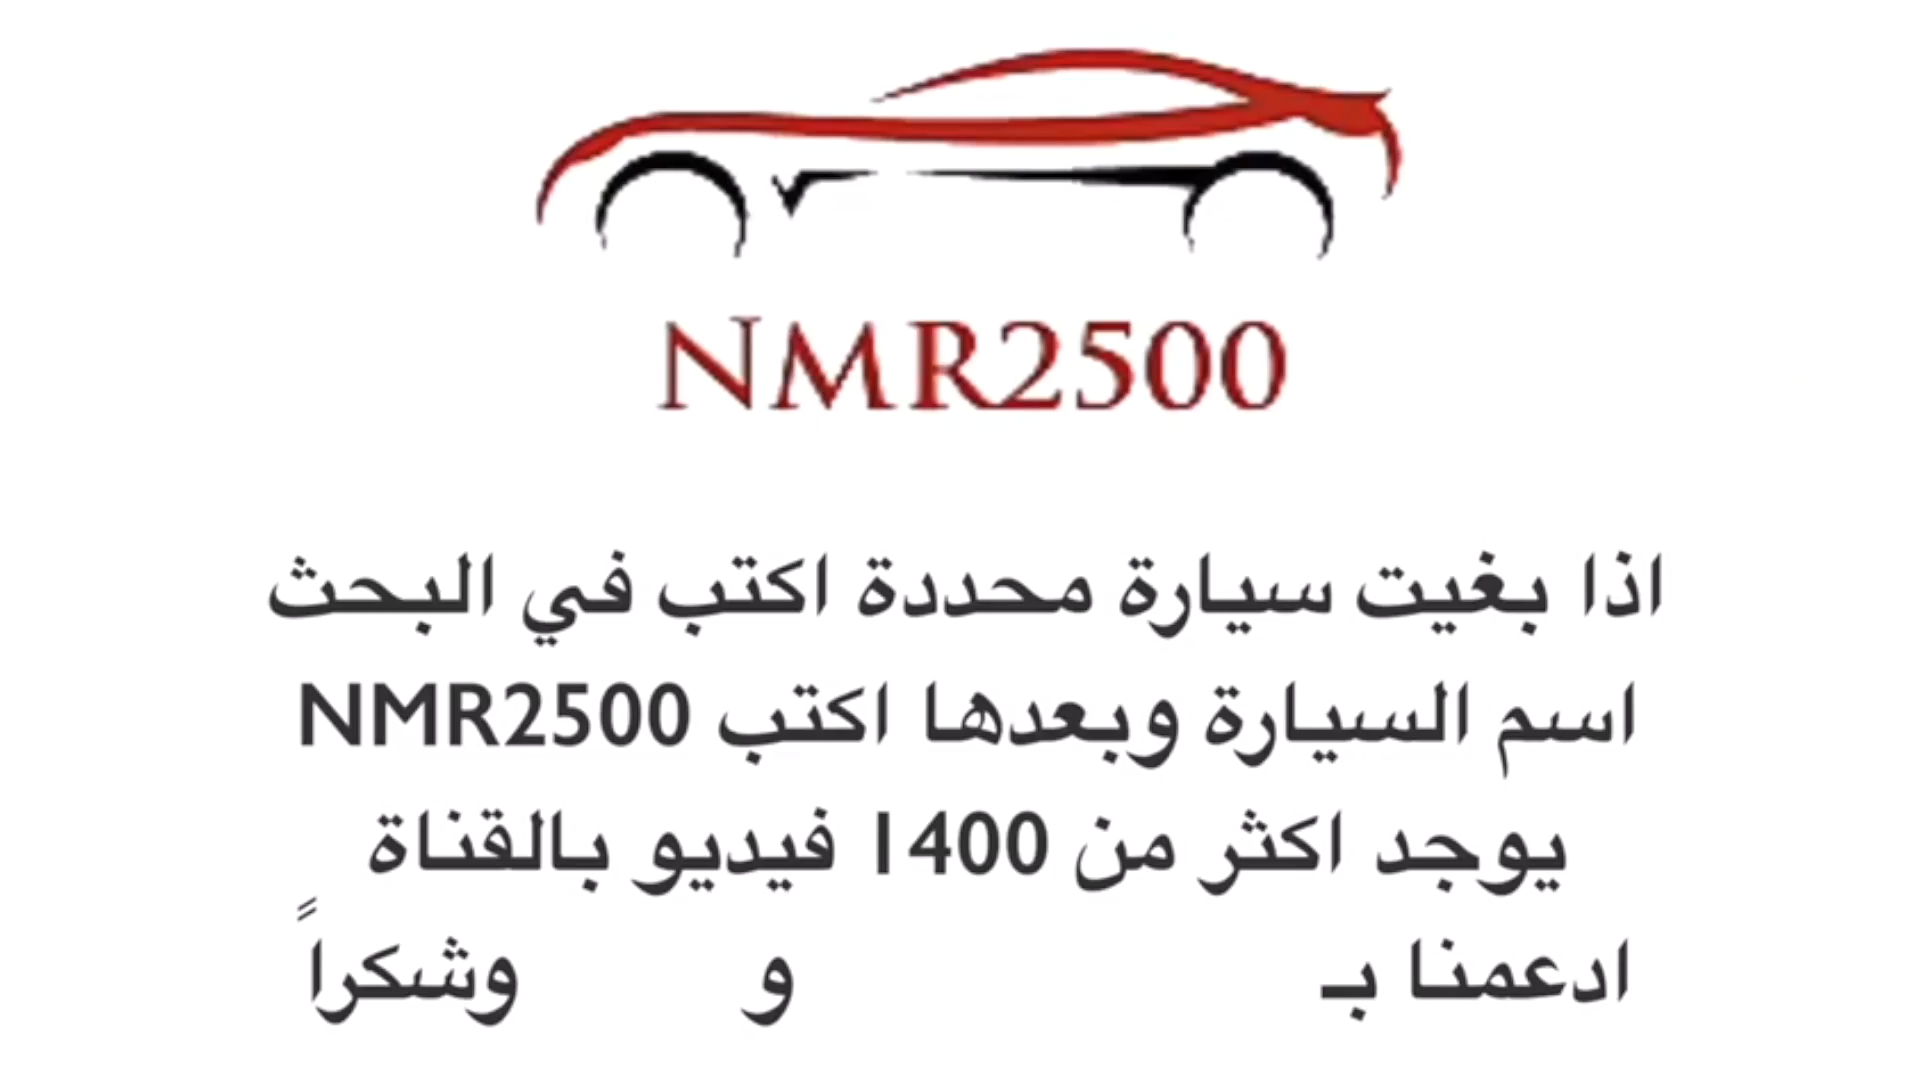 NMR2500
اذا بغيت سيارة محددة اكتب في البحث
اسم السيارة وبعدها اكتب NMR2500
يوجد اكثر من 1400 فيديو بالقناة
ادعمنا بـ و وشكراً